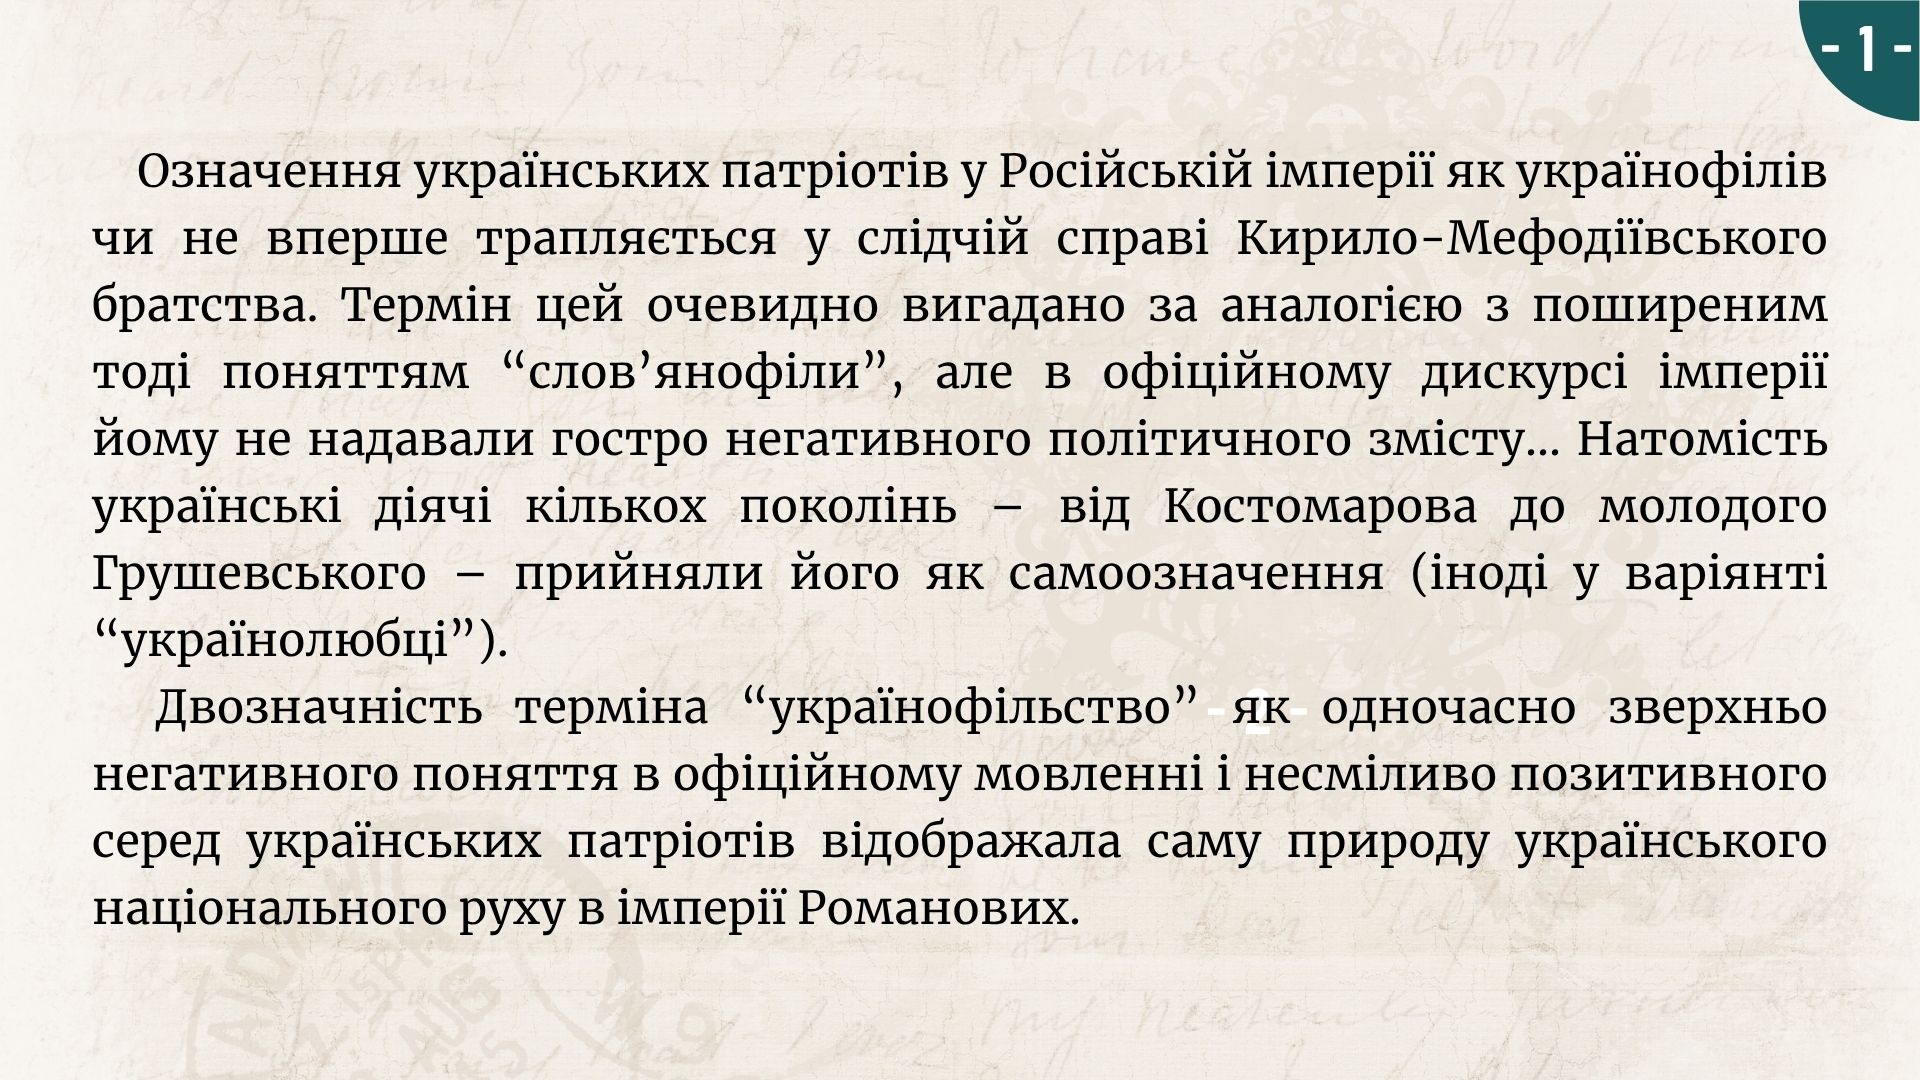 - 1 -
Означення українських патріотів у Російській імперії як українофілів
чи не вперше трапляється у слідчій справі Кирило-Мефодіївського
братства. Термін цей очевидно вигадано за аналогією з поширеним
тоді поняттям “слов’янофіли”, але в офіційному дискурсі імперії
йому не надавали гостро негативного політичного змісту... Натомість
українські діячі кількох поколінь – від Костомарова до молодого
Грушевського – прийняли його як самоозначення (іноді у варіянті
“українолюбці”).
Двозначність терміна “українофільство” як одночасно зверхньо
негативного поняття в офіційному мовленні і несміливо позитивного
серед українських патріотів відображала саму природу українського
національного руху в імперії Романових.